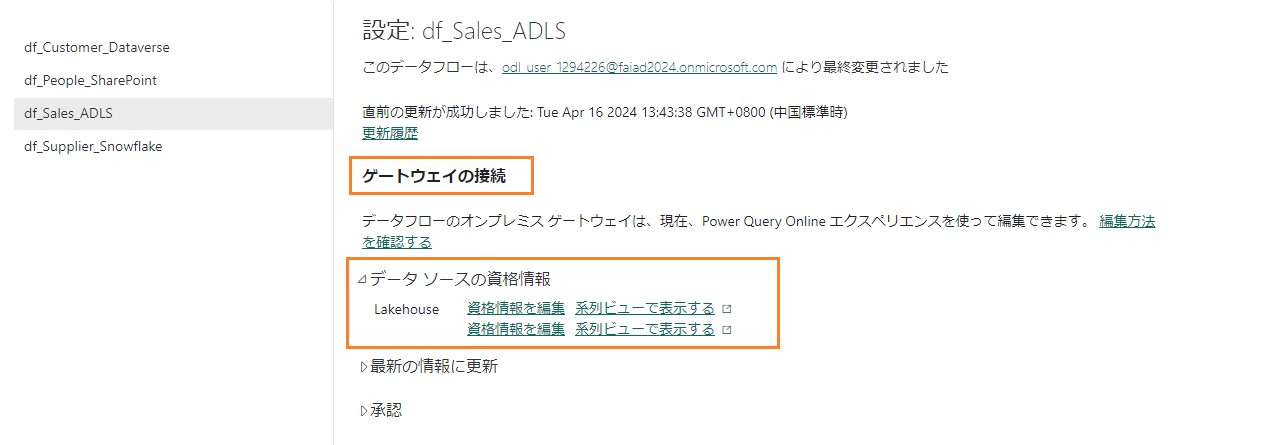 df_Customer_Dataverse
df_People_SharePoint
df_Sales_ADLS
df_Supplier_Snowflake
設定: df_Sales_ADLS
このデータフローは、odl_user_1294226@faiad2024.onmicrosoft.com により最終変更されました
直前の更新が成功しました: Tue Apr 16 2024 13:43:38 GMT+0800 (中国標準時)
更新履歴
ゲートウェイの接続
データフローのオンプレミス ゲートウェイは、現在、Power Query Online エクスペリエンスを使って編集できます。 編集方法
を確認する
データ ソースの資格情報
Lakehouse 資格情報を編集 系列ビューで表示する
資格情報を編集 系列ビューで表示する
最新の情報に更新
承認